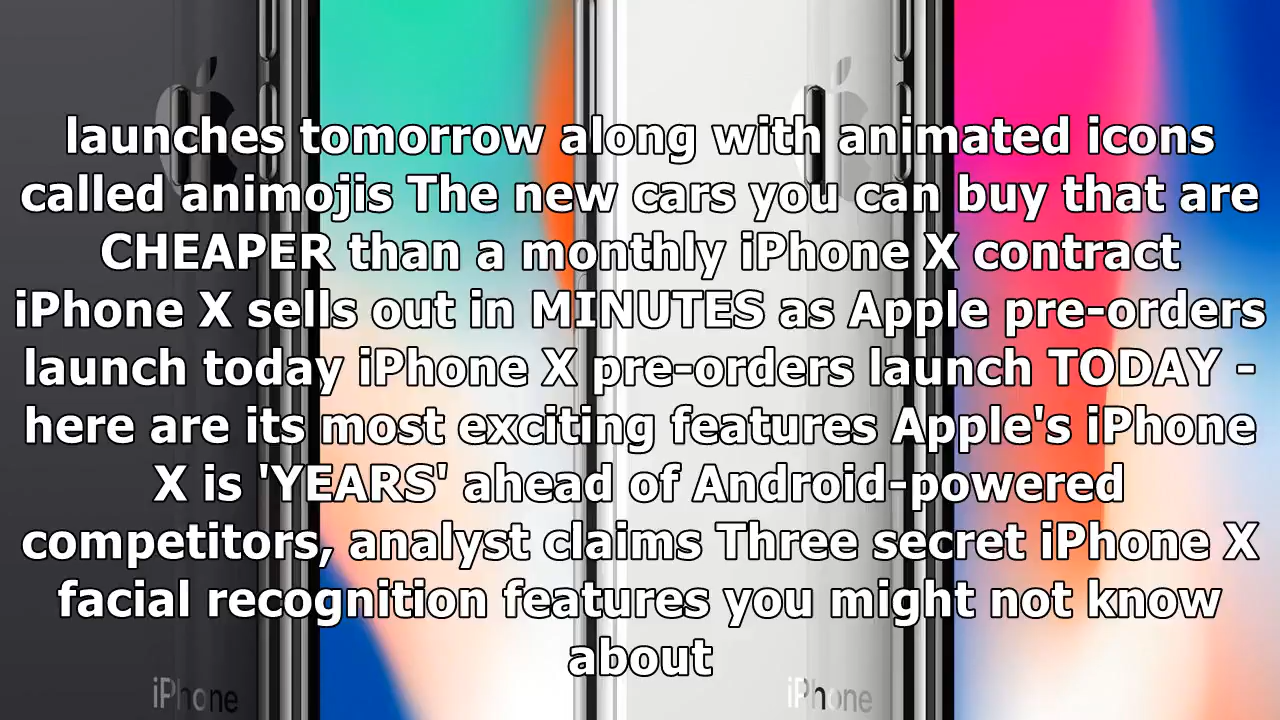 launches tomorrow along with animated icons
called animojis The new cars you can buy that are
CHEAPER than a monthly iPhone X contract
iPhone X sells out in MINUTES as Apple pre-orders
launch today iPhone X pre-orders launch TODAY -
here are its most exciting features Apple's iPhone
X is 'YEARS' ahead of Android-powered
competitors, analyst claims Three secret iPhone X
facial recognition features you might not know
about
iPhone
iPhone